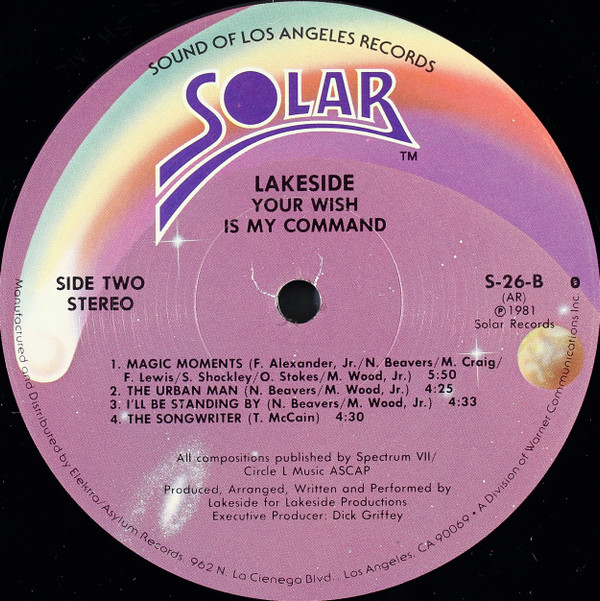 SOUND OF LOS ANGELES RECORDS
SOLAR
TM
LAKESIDE
YOUR WISH
IS MY COMMAND
SIDE TWO
STEREO
S-26-B 0
(AR)
℗ 1981
Solar Records
1. MAGIC MOMENTS (F. Alexander, Jr./N. Beavers/M. Craig/
F. Lewis/S. Shockley/O. Stokes/M. Wood, Jr.) 5:50
2. THE URBAN MAN (N. Beavers/M. Wood, Jr.) 4:25
3. I'LL BE STANDING BY (N. Beavers/M. Wood, Jr.) 4:33
4. THE SONGWRITER (T. McCain) 4:30
All compositions published by Spectrum VII/
Circle L Music ASCAP
Produced, Arranged, Written and Performed by
Lakeside for Lakeside Productions
Executive Producer: Dick Griffey
Manufactured and Distributed by Elektra/Asylum Records, 962 N. La Cienego Blvd., Los Angeles, CA 90069 • A Division of Warner Communications Inc.